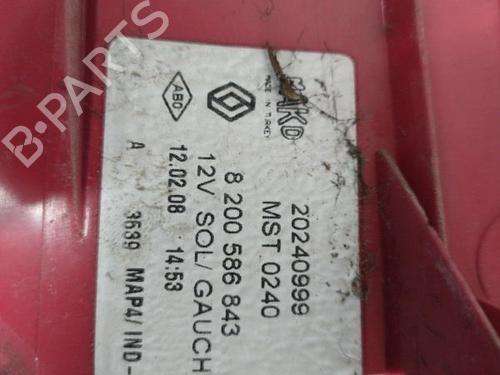 B-PARTS
MAKO
MADE IN TURKEY
ABO
20240999
MST 0240
8 200 586 843
12V SOL/GAUCH
12.02.08 14:53
A 3639 MAP4/IND-